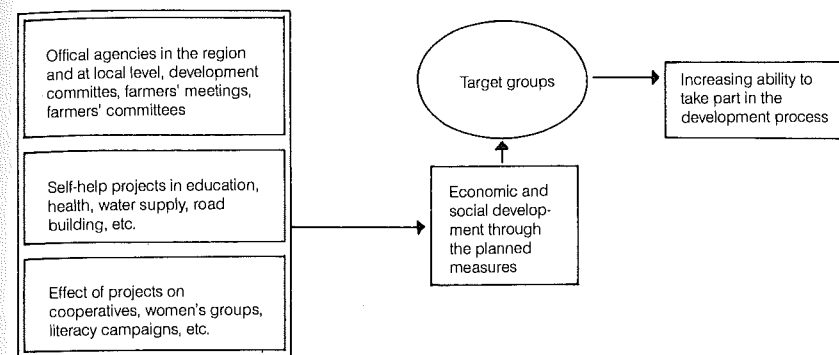 Offical agencies in the region
and at local level, development
committes, farmers' meetings,
farmers' committees
Self-help projects in education,
health, water supply, road
building, etc.
Effect of projects on
cooperatives, women's groups,
literacy campaigns, etc.
Economic and
social develop-
ment through
the planned
measures
Target groups
Increasing ability to
take part in the
development process